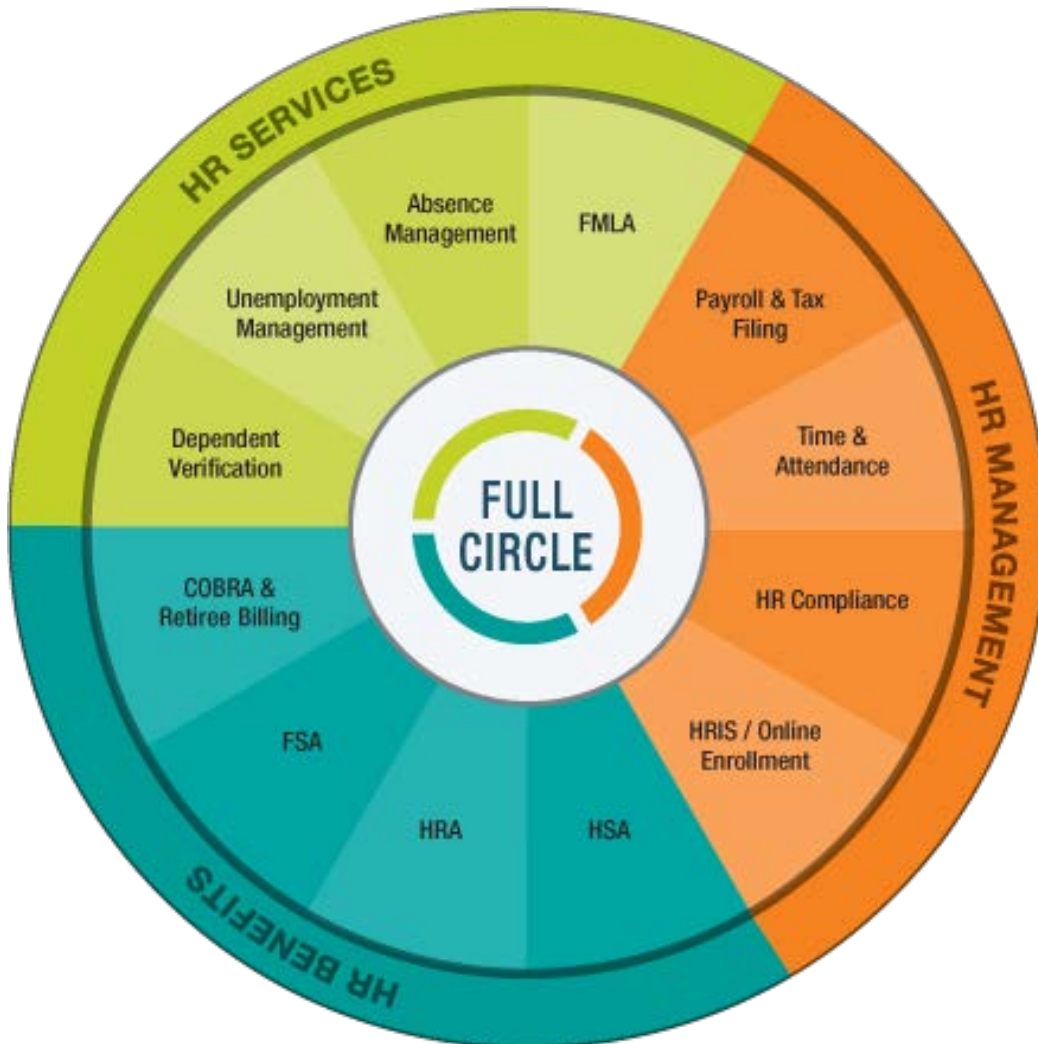 HR SERVICES
Absence
Management
FMLA
Unemployment
Management
Dependent
Verification
HR MANAGEMENT
Payroll & Tax
Filing
Time &
Attendance
HR Compliance
HRIS / Online
Enrollment
FULL
CIRCLE
COBRA &
Retiree Billing
FSA
HRA
HSA
HR BENEFITS